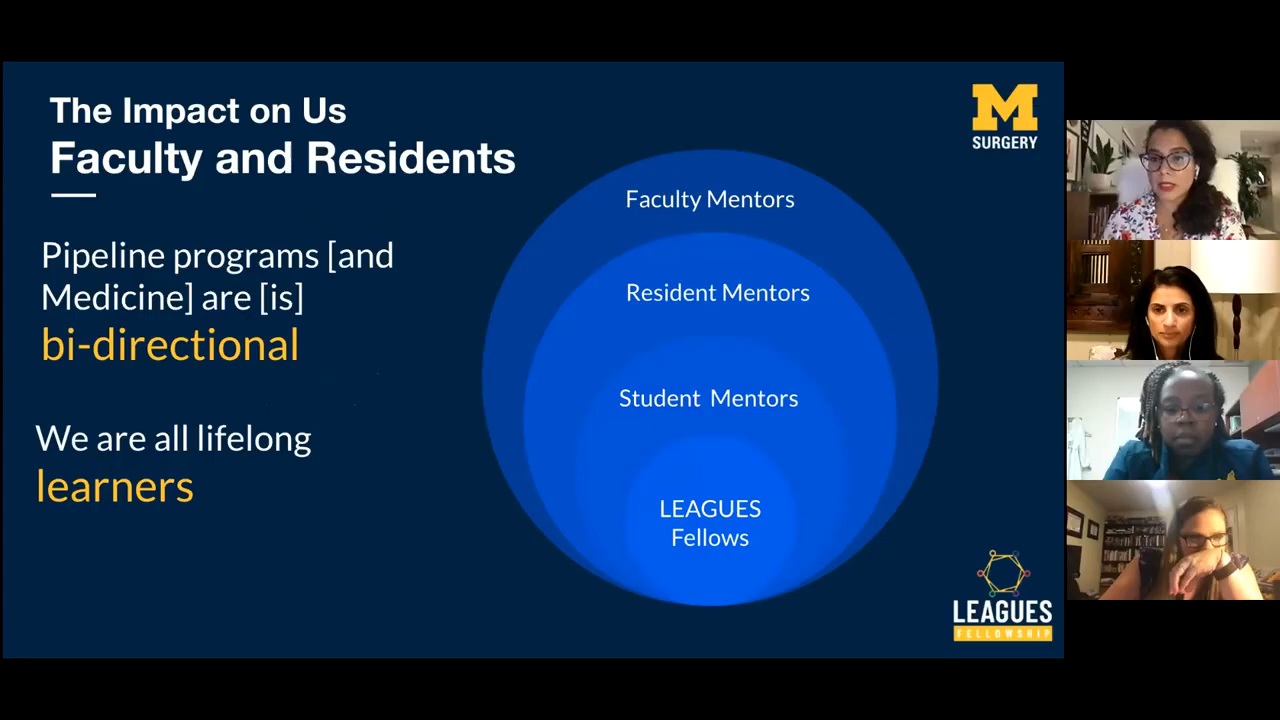 The Impact on Us
Faculty and Residents
Pipeline programs [and
Medicine] are [is]
bi-directional
We are all lifelong
learners
Faculty Mentors
Resident Mentors
Student Mentors
LEAGUES
Fellows
M
SURGERY
LEAGUES
FELLOWSHIP